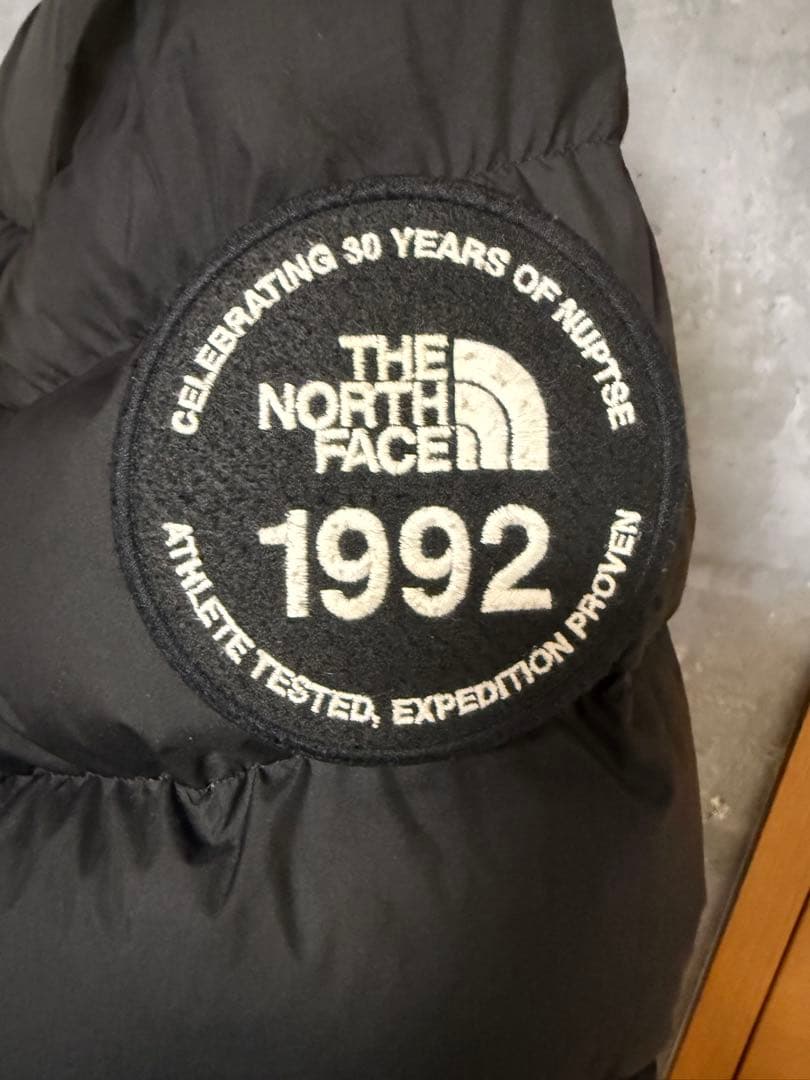 CELEBRATING 30 YEARS OF NUPTSE
THE
NORTH
FACE
1992
ATHLETE TESTED, EXPEDITION PROVEN